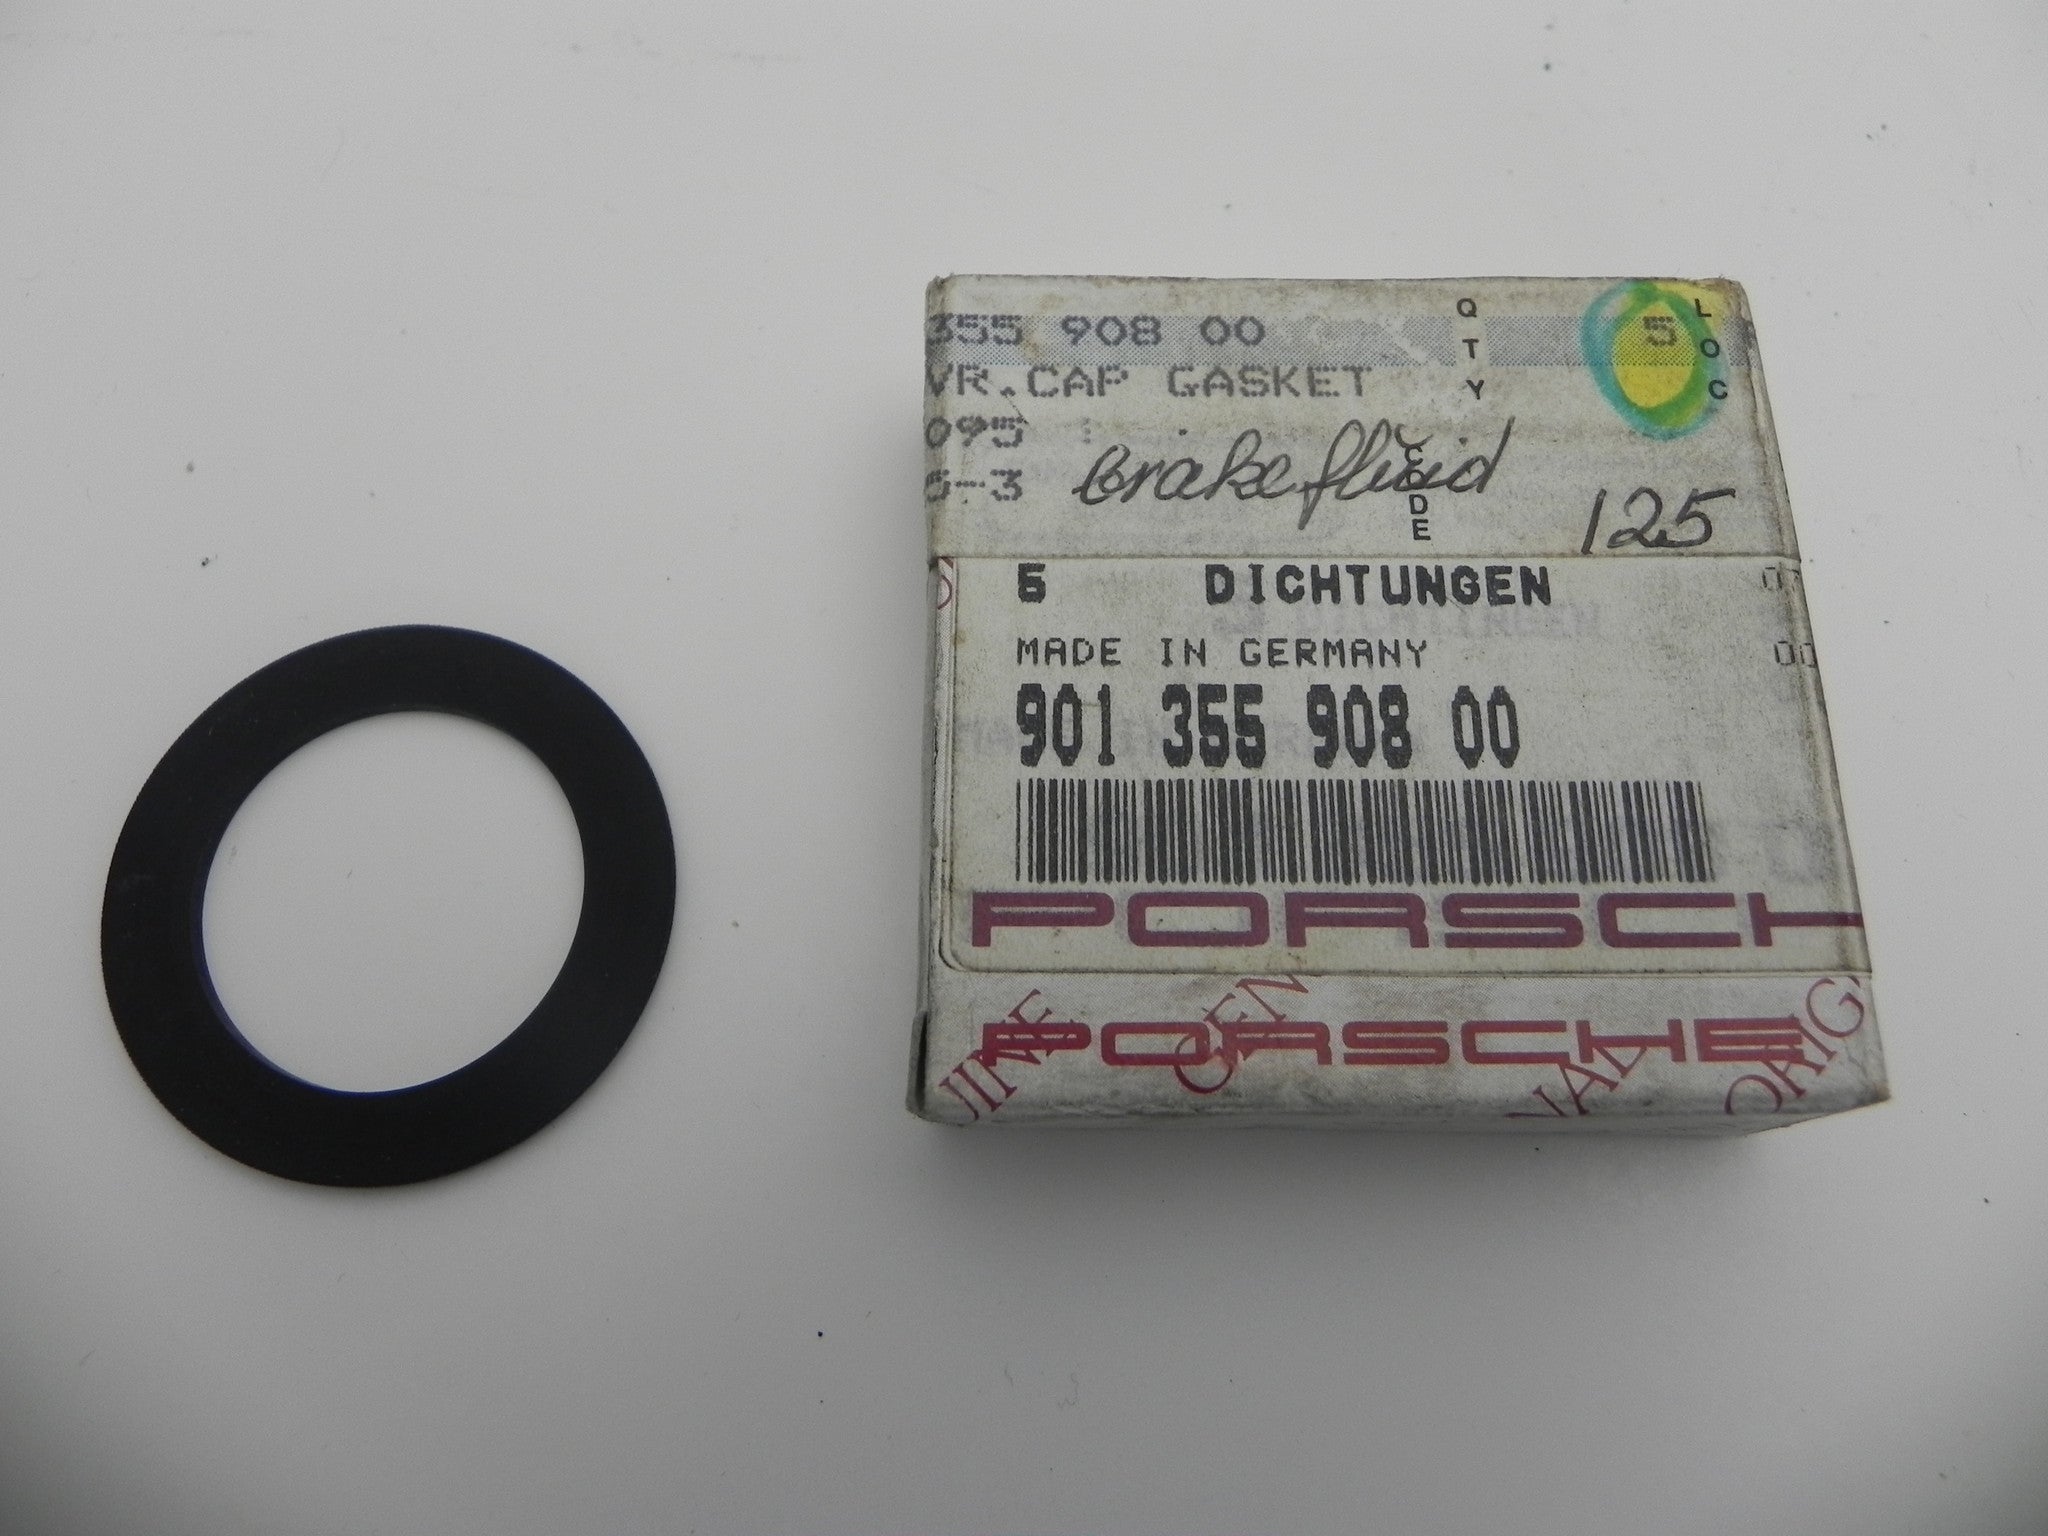 355 908 00 QTY 5 LOC
VR.CAP GASKET
095
5-3 Brake fluid CODE 125
5 DICHTUNGEN
MADE IN GERMANY
901 355 908 00
PORSCH
PORSCHE